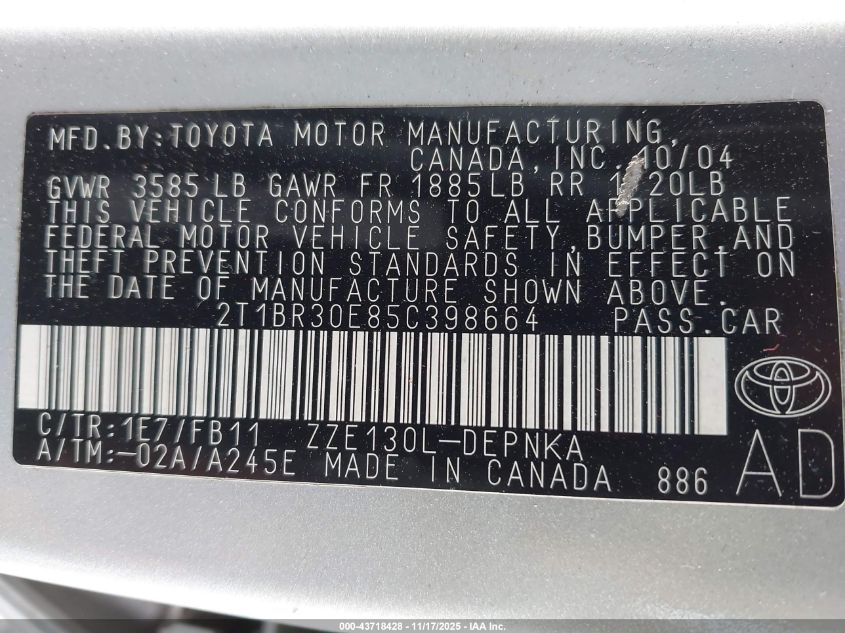 MFD.BY:TOYOTA MOTOR MANUFACTURING,
CANADA,INC. 10/04
GVWR 3585LB GAWR FR 1885LB RR LB
THIS VEHICLE CONFORMS TO ALL APPLICABLE
FEDERAL MOTOR VEHICLE SAFETY,BUMPER,AND
THEFT PREVENTION STANDARDS IN EFFECT ON
THE DATE OF MANUFACTURE SHOWN ABOVE.
2T1BR30E85C398664 PASS.CAR
C/TR:1E7/FB11 ZZE130L-DEPNKA
A/TM:-02A/A245E MADE IN CANADA 886 AD
000-43718428 - 11/17/2025 - IAA, Inc.